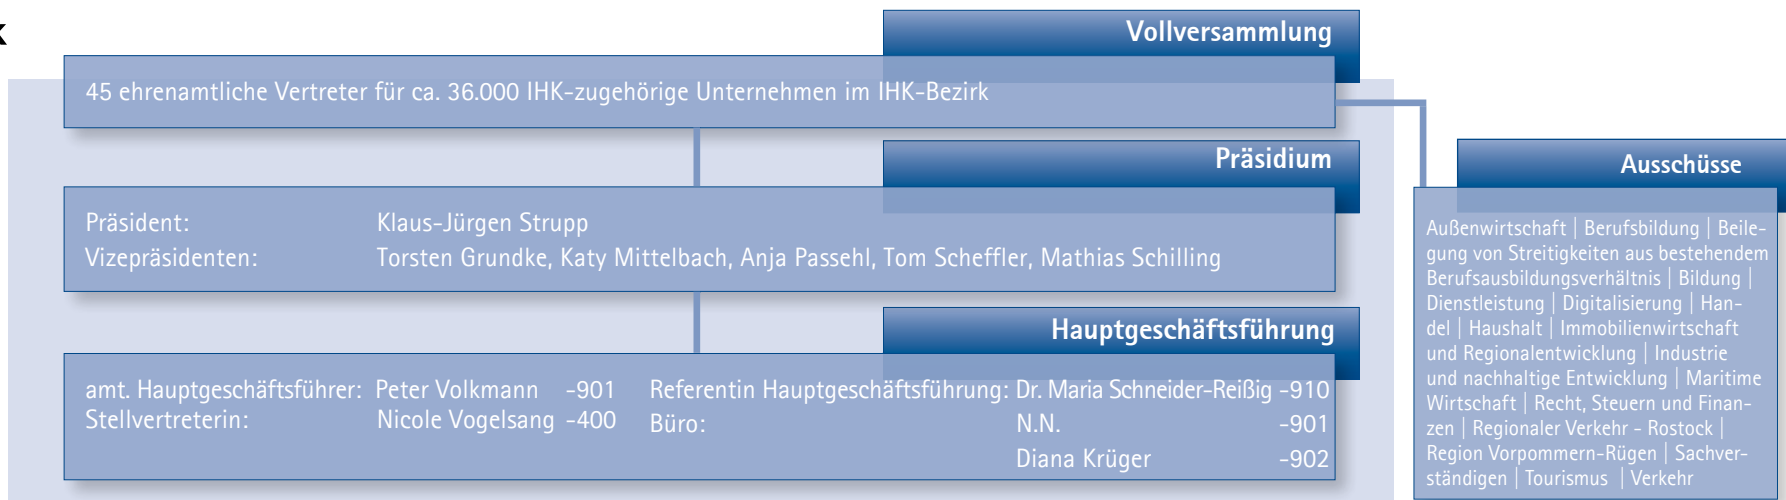 k
Vollversammlung
45 ehrenamtliche Vertreter für ca. 36.000 IHK-zugehörige Unternehmen im IHK-Bezirk
Präsidium
Präsident: Klaus-Jürgen Strupp
Vizepräsidenten: Torsten Grundke, Katy Mittelbach, Anja Passehl, Tom Scheffler, Mathias Schilling
Hauptgeschäftsführung
amt. Hauptgeschäftsführer: Peter Volkmann -901 Referentin Hauptgeschäftsführung: Dr. Maria Schneider-Reißig -910
Stellvertreterin: Nicole Vogelsang -400 Büro: N.N. -901
Diana Krüger -902
Ausschüsse
Außenwirtschaft | Berufsbildung | Beile-
gung von Streitigkeiten aus bestehendem
Berufsausbildungsverhältnis | Bildung |
Dienstleistung | Digitalisierung | Han-
del | Haushalt | Immobilienwirtschaft
und Regionalentwicklung | Industrie
und nachhaltige Entwicklung | Maritime
Wirtschaft | Recht, Steuern und Finan-
zen | Regionaler Verkehr - Rostock |
Region Vorpommern-Rügen | Sachver-
ständigen | Tourismus | Verkehr